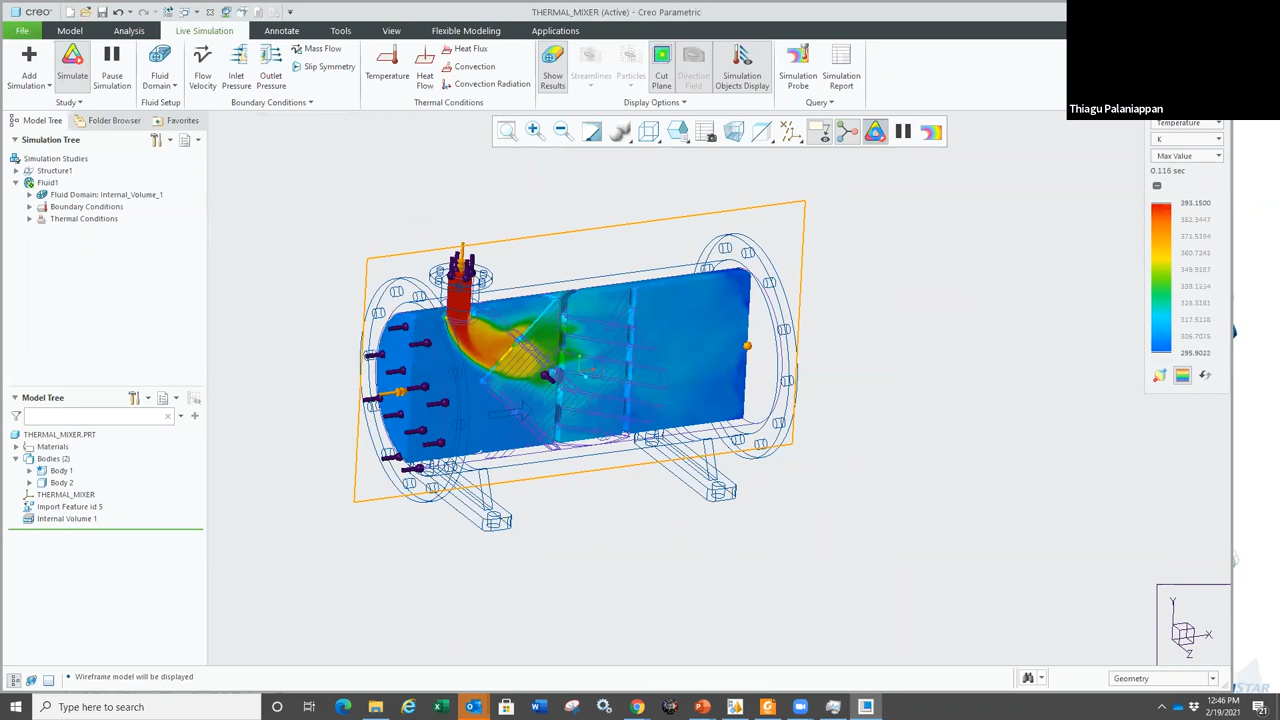 creo
THERMAL_MIXER (Active) - Creo Parametric
File
Model
Analysis
Live Simulation
Annotate
Tools
View
Flexible Modeling
Applications
Add
Simulation
Simulate
Pause
Simulation
Fluid
Domain
Flow
Velocity
Inlet
Pressure
Outlet
Pressure
Mass Flow
Slip Symmetry
Temperature
Heat
Flow
Heat Flux
Convection
Convection Radiation
Show
Results
Streamlines
Particles
Cut
Plane
Direction
Field
Simulation
Objects Display
Simulation
Probe
Simulation
Report
Study
Fluid Setup
Boundary Conditions
Thermal Conditions
Display Options
Query
Thiagu Palaniappan
Model Tree
Folder Browser
Favorites
Simulation Tree
Simulation Studies
Structure1
Fluid1
Fluid Domain: Internal_Volume_1
Boundary Conditions
Thermal Conditions
Temperature
K
Max Value
0.116 sec
393.1500
382.3447
371.5394
360.7341
349.9287
339.1234
328.3181
317.5128
306.7075
295.9022
Model Tree
THERMAL_MIXER.PRT
Materials
Bodies (2)
Body 1
Body 2
THERMAL_MIXER
Import Feature id 5
Internal Volume 1
Y
X
Z
Wireframe model will be displayed
Geometry
Type here to search
12:46 PM
2/19/2021
21